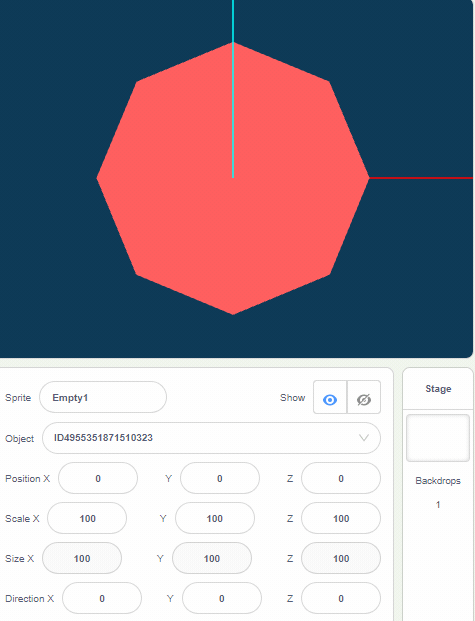 Sprite Empty1 Show
Stage
Object ID4955351871510323
Position X 0 Y 0 Z 0
Backdrops
1
Scale X 100 Y 100 Z 100
Size X 100 Y 100 Z 100
Direction X 0 Y 0 Z 0